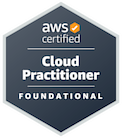 aws
certified
Cloud
Practitioner
FOUNDATIONAL